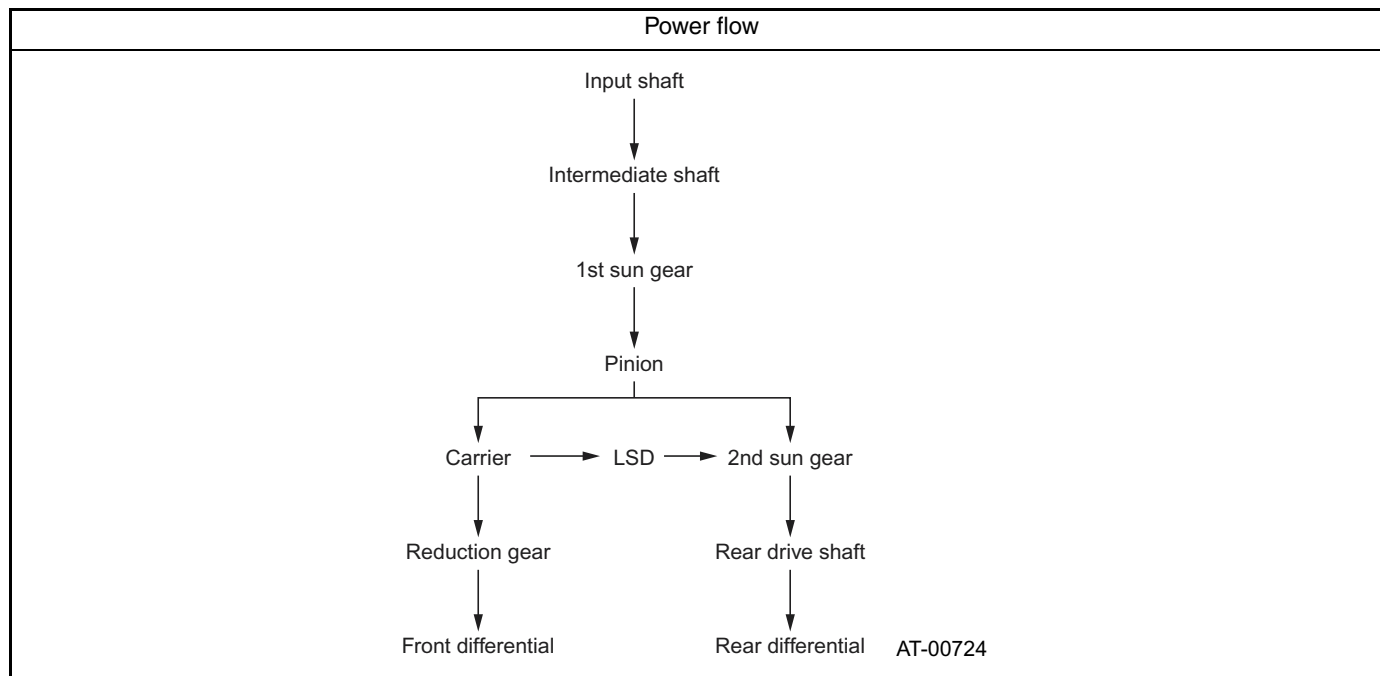 Power flow
Input shaft
Intermediate shaft
1st sun gear
Pinion
Carrier LSD 2nd sun gear
Reduction gear Rear drive shaft
Front differential Rear differential AT-00724